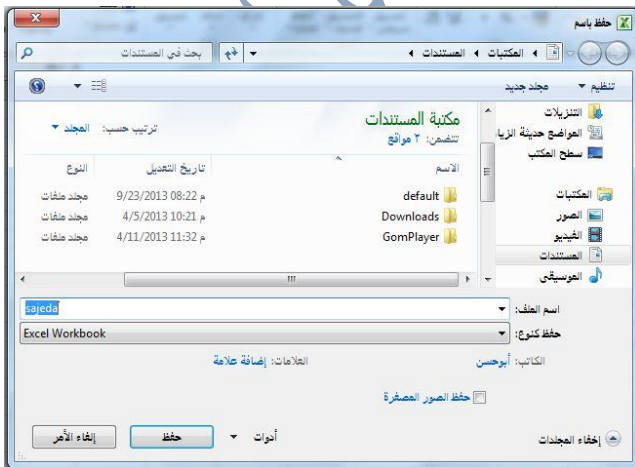 حفظ باسم
المكتبات ◂ المستندات ◂
بحث في المستندات
تنظيم ▾ مجلد جديد
التنزيلات
المواضع حديثة الزيا
سطح المكتب
المكتبات
الصور
الفيديو
المستندات
الموسيقى
مكتبة المستندات
تتضمن: ٢ مواقع
ترتيب حسب: المجلد ▾
الاسم تاريخ التعديل النوع
default 9/23/2013 08:22 م مجلد ملفات
Downloads 4/5/2013 10:21 م مجلد ملفات
GomPlayer 4/11/2013 11:32 م مجلد ملفات
اسم الملف: sajeda
حفظ كنوع: Excel Workbook
الكاتب: أبوحسن العلامات: إضافة علامة
حفظ الصور المصغرة
إخفاء المجلدات أدوات ▾ حفظ إلغاء الأمر